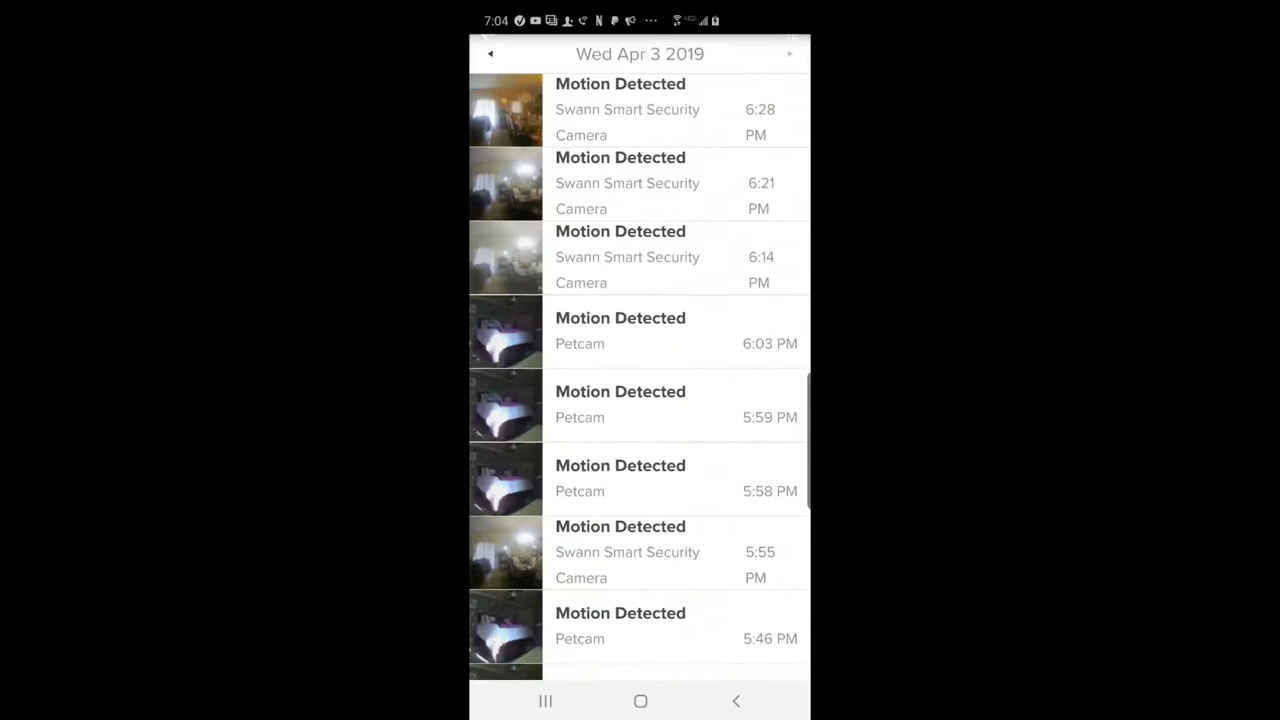 7:04
Wed Apr 3 2019
Motion Detected
Swann Smart Security 6:28
Camera PM
Motion Detected
Swann Smart Security 6:21
Camera PM
Motion Detected
Swann Smart Security 6:14
Camera PM
Motion Detected
Petcam 6:03 PM
Motion Detected
Petcam 5:59 PM
Motion Detected
Petcam 5:58 PM
Motion Detected
Swann Smart Security 5:55
Camera PM
Motion Detected
Petcam 5:46 PM